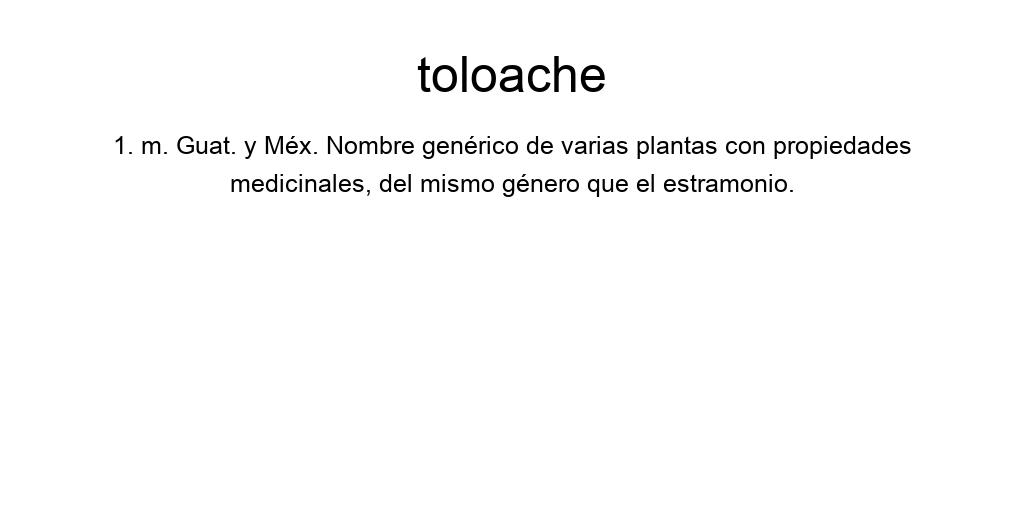 toloache
1. m. Guat. y Méx. Nombre genérico de varias plantas con propiedades
medicinales, del mismo género que el estramonio.